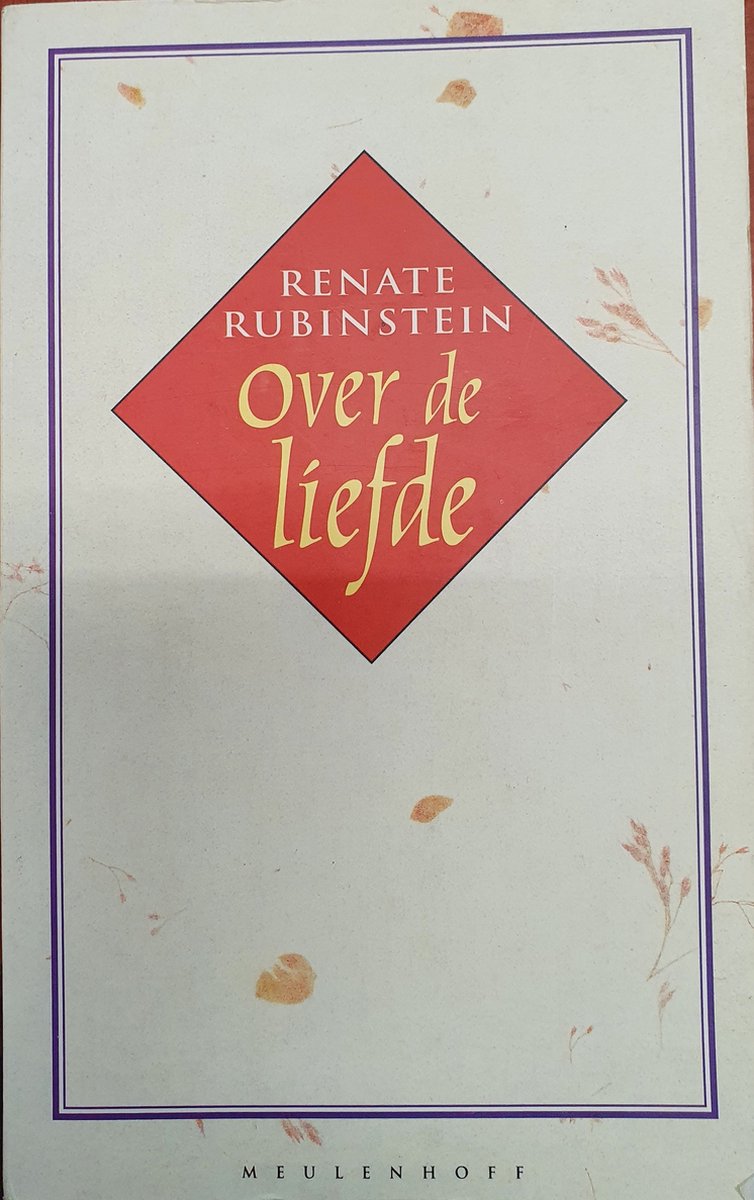 RENATE
RUBINSTEIN
Over de
liefde
MEULENHOFF